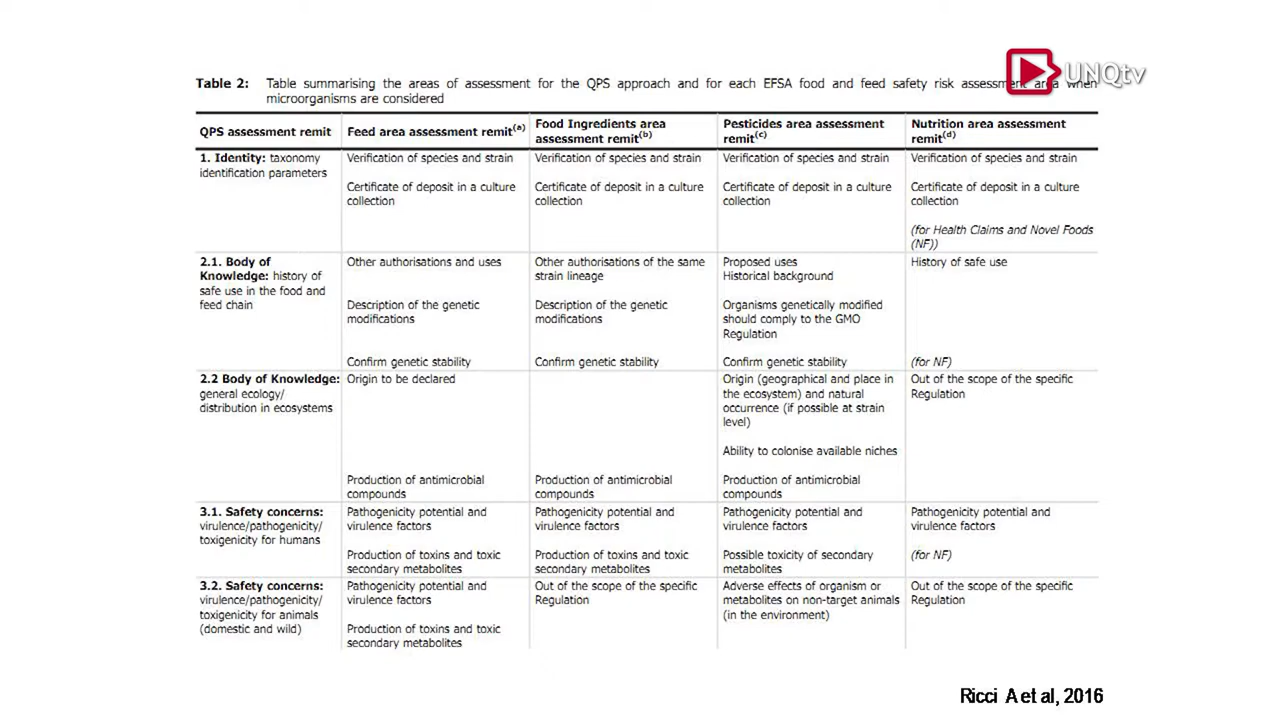 UNQtv
Table 2: Table summarising the areas of assessment for the QPS approach and for each EFSA food and feed safety risk assessment area when
microorganisms are considered
QPS assessment remit
Feed area assessment remit(a)
Food Ingredients area
assessment remit(b)
Pesticides area assessment
remit(c)
Nutrition area assessment
remit(d)
1. Identity: taxonomy
identification parameters
Verification of species and strain
Certificate of deposit in a culture
collection
Verification of species and strain
Certificate of deposit in a culture
collection
Verification of species and strain
Certificate of deposit in a culture
collection
Verification of species and strain
Certificate of deposit in a culture
collection
(for Health Claims and Novel Foods
(NF))
2.1. Body of
Knowledge: history of
safe use in the food and
feed chain
Other authorisations and uses
Description of the genetic
modifications
Confirm genetic stability
Other authorisations of the same
strain lineage
Description of the genetic
modifications
Confirm genetic stability
Proposed uses
Historical background
Organisms genetically modified
should comply to the GMO
Regulation
Confirm genetic stability
History of safe use
(for NF)
2.2 Body of Knowledge:
general ecology/
distribution in ecosystems
Origin to be declared
Production of antimicrobial
compounds
Production of antimicrobial
compounds
Origin (geographical and place in
the ecosystem) and natural
occurrence (if possible at strain
level)
Ability to colonise available niches
Production of antimicrobial
compounds
Out of the scope of the specific
Regulation
3.1. Safety concerns:
virulence/pathogenicity/
toxigenicity for humans
Pathogenicity potential and
virulence factors
Production of toxins and toxic
secondary metabolites
Pathogenicity potential and
virulence factors
Production of toxins and toxic
secondary metabolites
Pathogenicity potential and
virulence factors
Possible toxicity of secondary
metabolites
Pathogenicity potential and
virulence factors
(for NF)
3.2. Safety concerns:
virulence/pathogenicity/
toxigenicity for animals
(domestic and wild)
Pathogenicity potential and
virulence factors
Production of toxins and toxic
secondary metabolites
Out of the scope of the specific
Regulation
Adverse effects of organism or
metabolites on non-target animals
(in the environment)
Out of the scope of the specific
Regulation
Ricci A et al, 2016